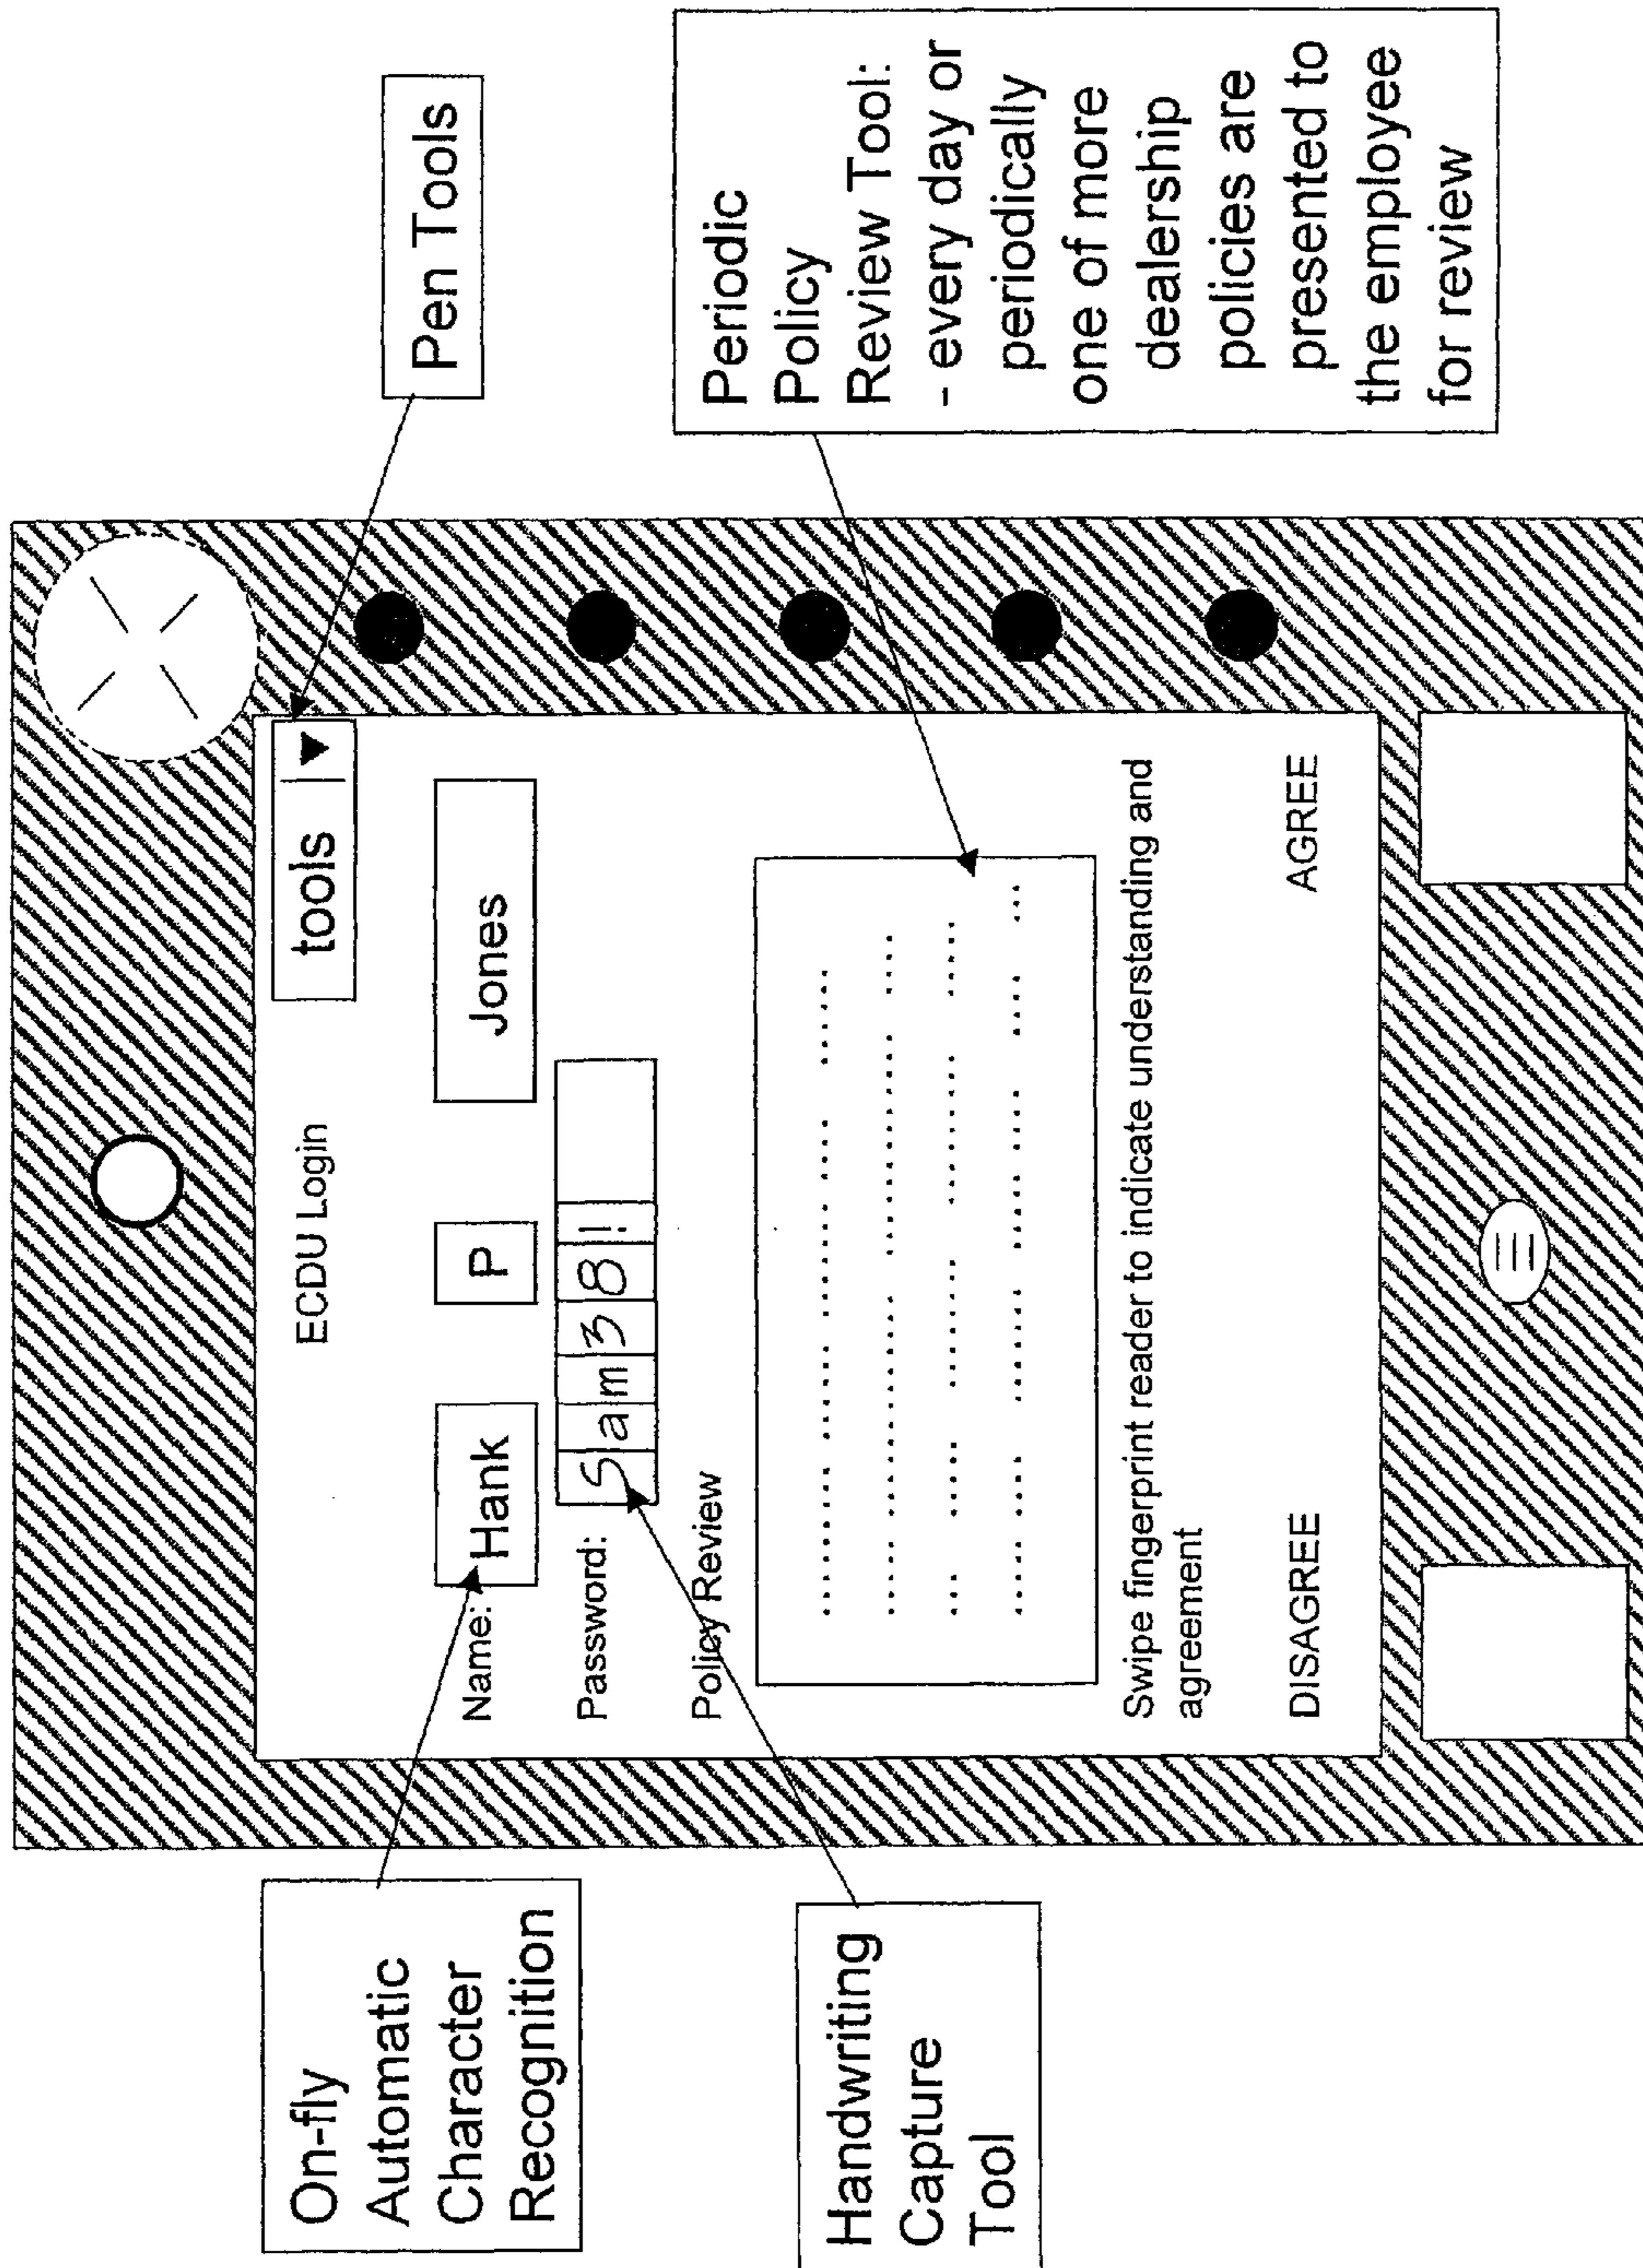 Pen Tools
Periodic
Policy
Review Tool:
- every day or
periodically
one of more
dealership
policies are
presented to
the employee
for review
ECDU Login
tools
Name: Hank P Jones
Password: Sam38!
Policy Review
Swipe fingerprint reader to indicate understanding and
agreement
DISAGREE AGREE
On-fly
Automatic
Character
Recognition
Handwriting
Capture
Tool